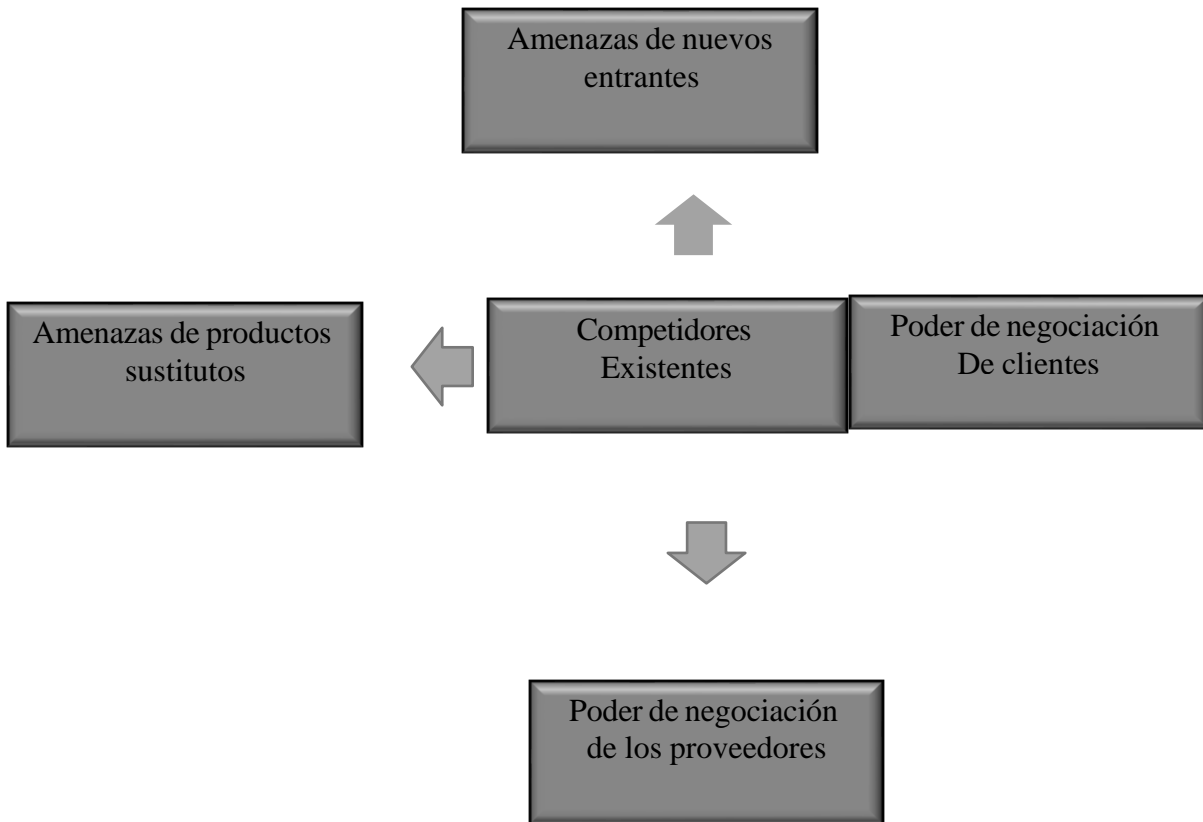 Amenazas de nuevos
entrantes
Amenazas de productos
sustitutos
Competidores
Existentes
Poder de negociación
De clientes
Poder de negociación
de los proveedores